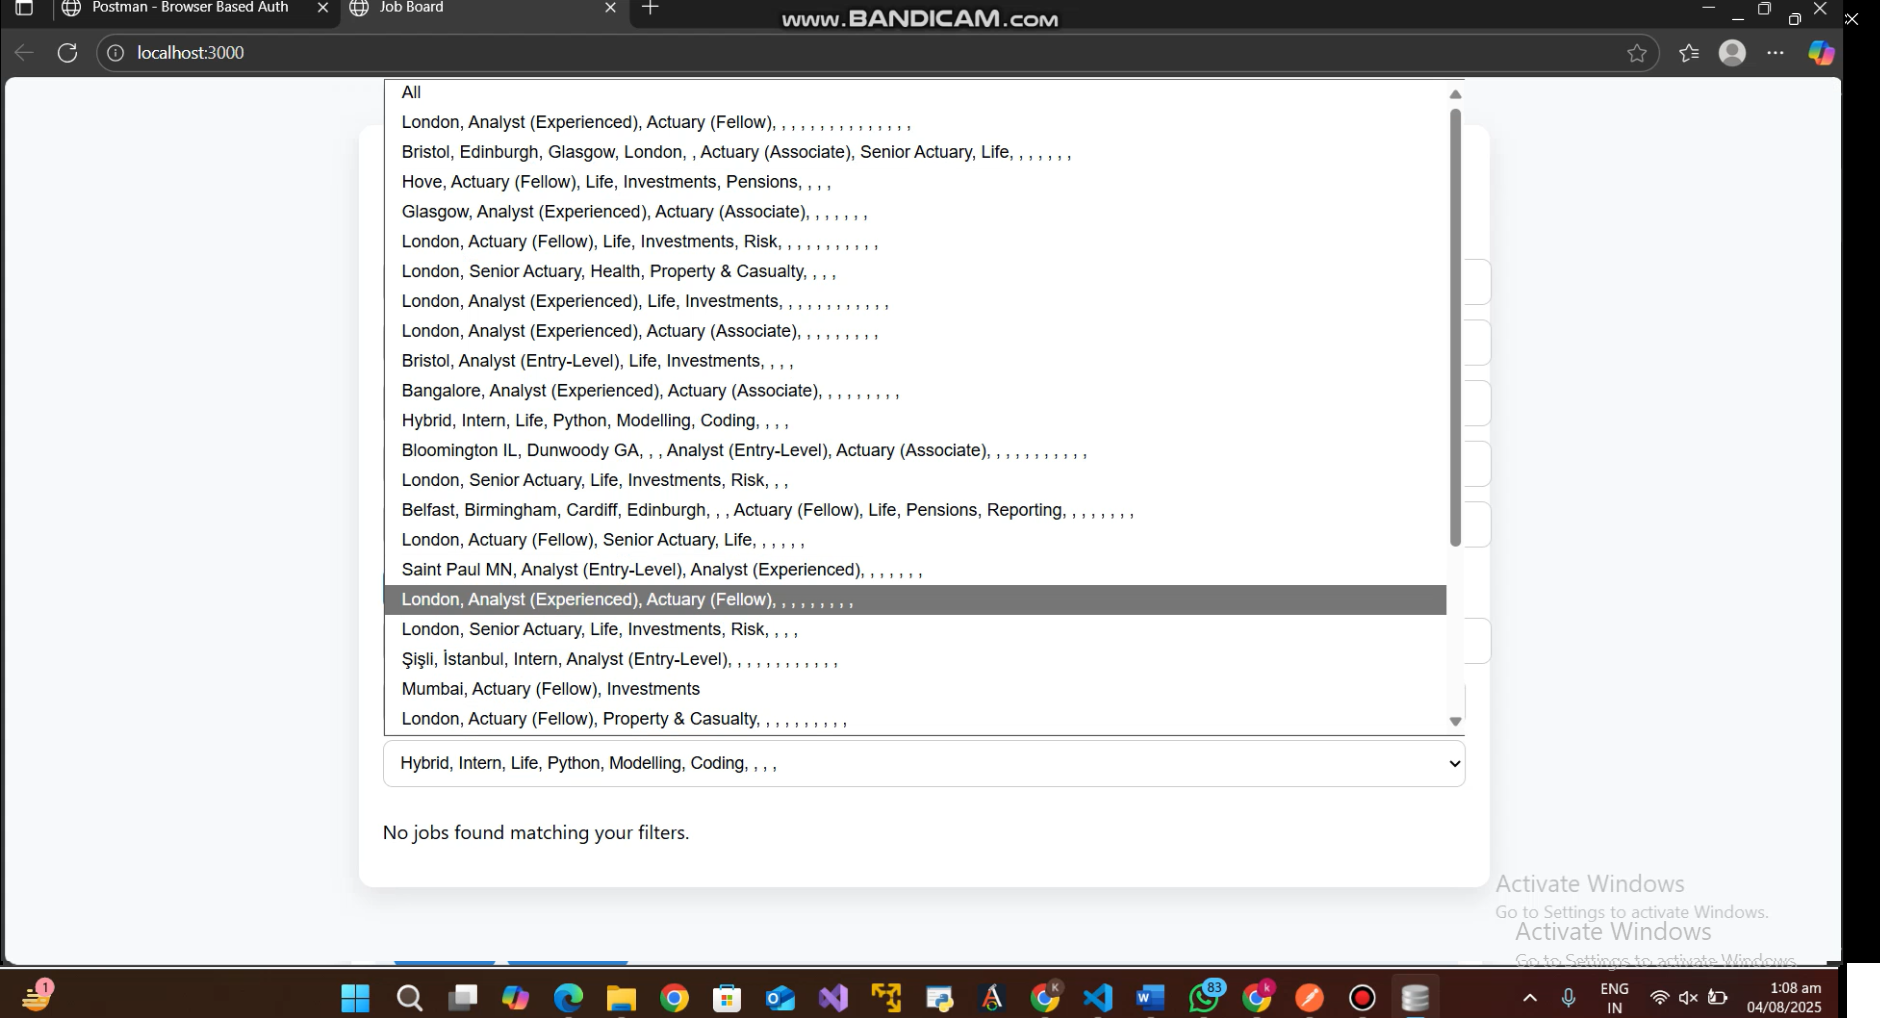 Postman - Browser Based Auth
Job Board
www.BANDICAM.com
localhost:3000
All
London, Analyst (Experienced), Actuary (Fellow), , , , , , , , , , , , , ,
Bristol, Edinburgh, Glasgow, London, , Actuary (Associate), Senior Actuary, Life, , , , , ,
Hove, Actuary (Fellow), Life, Investments, Pensions, , , ,
Glasgow, Analyst (Experienced), Actuary (Associate), , , , , , ,
London, Actuary (Fellow), Life, Investments, Risk, , , , , , , , , , ,
London, Senior Actuary, Health, Property & Casualty, , , ,
London, Analyst (Experienced), Life, Investments, , , , , , , , , , , ,
London, Analyst (Experienced), Actuary (Associate), , , , , , , , ,
Bristol, Analyst (Entry-Level), Life, Investments, , , ,
Bangalore, Analyst (Experienced), Actuary (Associate), , , , , , , , ,
Hybrid, Intern, Life, Python, Modelling, Coding, , , ,
Bloomington IL, Dunwoody GA, , , Analyst (Entry-Level), Actuary (Associate), , , , , , , , , , ,
London, Senior Actuary, Life, Investments, Risk, , ,
Belfast, Birmingham, Cardiff, Edinburgh, , , Actuary (Fellow), Life, Pensions, Reporting, , , , , , , ,
London, Actuary (Fellow), Senior Actuary, Life, , , , , ,
Saint Paul MN, Analyst (Entry-Level), Analyst (Experienced), , , , , , ,
London, Analyst (Experienced), Actuary (Fellow), , , , , , , , ,
London, Senior Actuary, Life, Investments, Risk, , , ,
Şişli, İstanbul, Intern, Analyst (Entry-Level), , , , , , , , , , , ,
Mumbai, Actuary (Fellow), Investments
London, Actuary (Fellow), Property & Casualty, , , , , , , , , ,
Hybrid, Intern, Life, Python, Modelling, Coding, , , ,
No jobs found matching your filters.
Activate Windows
Go to Settings to activate Windows.
Activate Windows
Go to Settings to activate Windows.
1
K
83
k
ENG
IN
1:08 am
04/08/2025